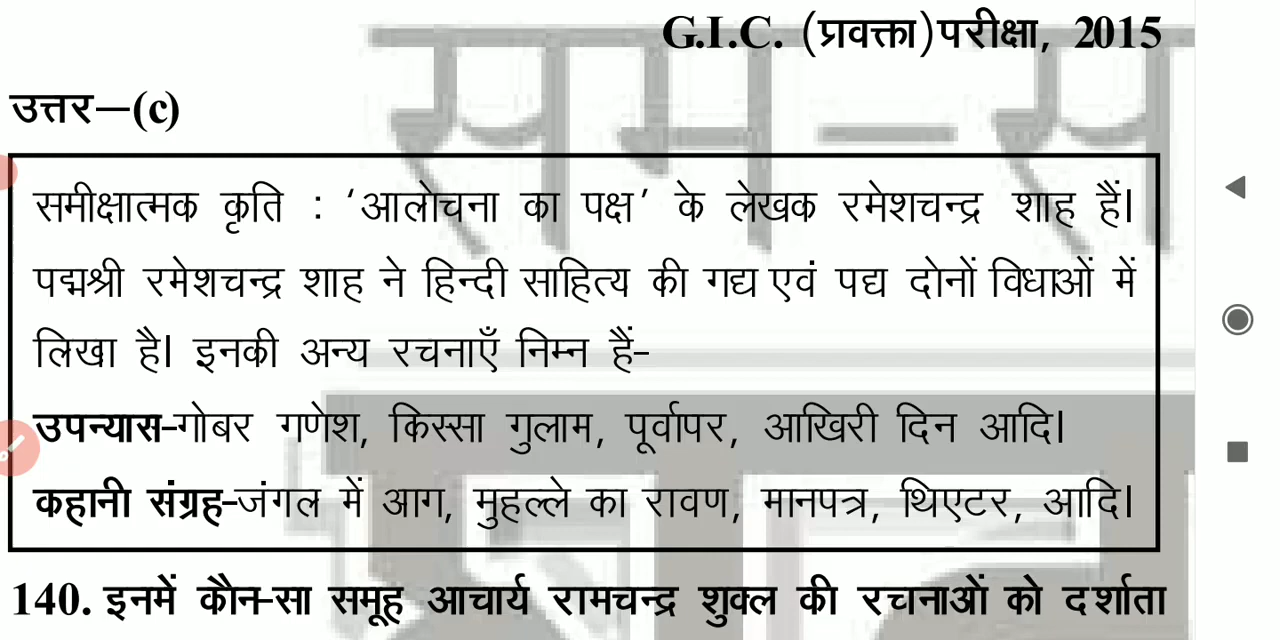 G.I.C. (प्रवक्ता) परीक्षा, 2015
उत्तर–(c)
समीक्षात्मक कृति : ‘आलोचना का पक्ष’ के लेखक रमेशचन्द्र शाह हैं।
पद्मश्री रमेशचन्द्र शाह ने हिन्दी साहित्य की गद्य एवं पद्य दोनों विधाओं में
लिखा है। इनकी अन्य रचनाएँ निम्न हैं-
उपन्यास-गोबर गणेश, किस्सा गुलाम, पूर्वापर, आखिरी दिन आदि।
कहानी संग्रह-जंगल में आग, मुहल्ले का रावण, मानपत्र, थिएटर, आदि।
140. इनमें कौन-सा समूह आचार्य रामचन्द्र शुक्ल की रचनाओं को दर्शाता